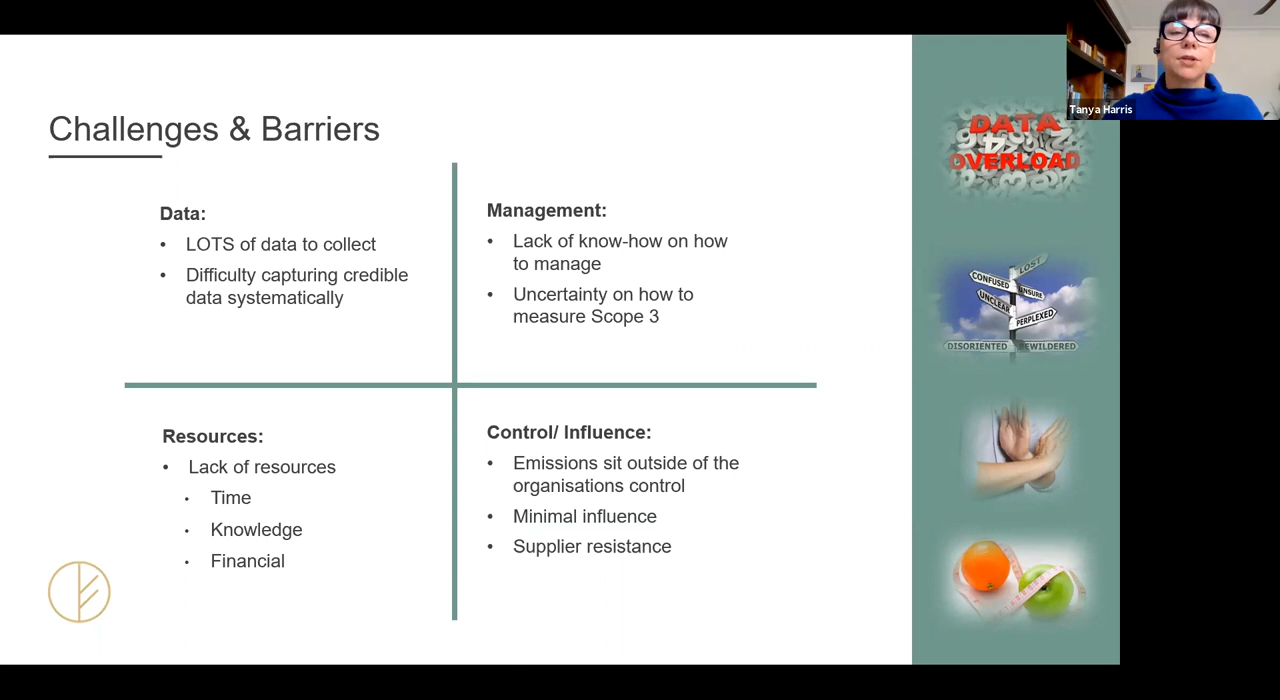 Challenges & Barriers
Data:
• LOTS of data to collect
• Difficulty capturing credible
data systematically
Management:
• Lack of know-how on how
to manage
• Uncertainty on how to
measure Scope 3
Resources:
• Lack of resources
• Time
• Knowledge
• Financial
Control/ Influence:
• Emissions sit outside of the
organisations control
• Minimal influence
• Supplier resistance
Tanya Harris
DATA
OVERLOAD
LOST
CONFUSED
UNSURE
UNCLEAR
PERPLEXED
DISORIENTED
BEWILDERED